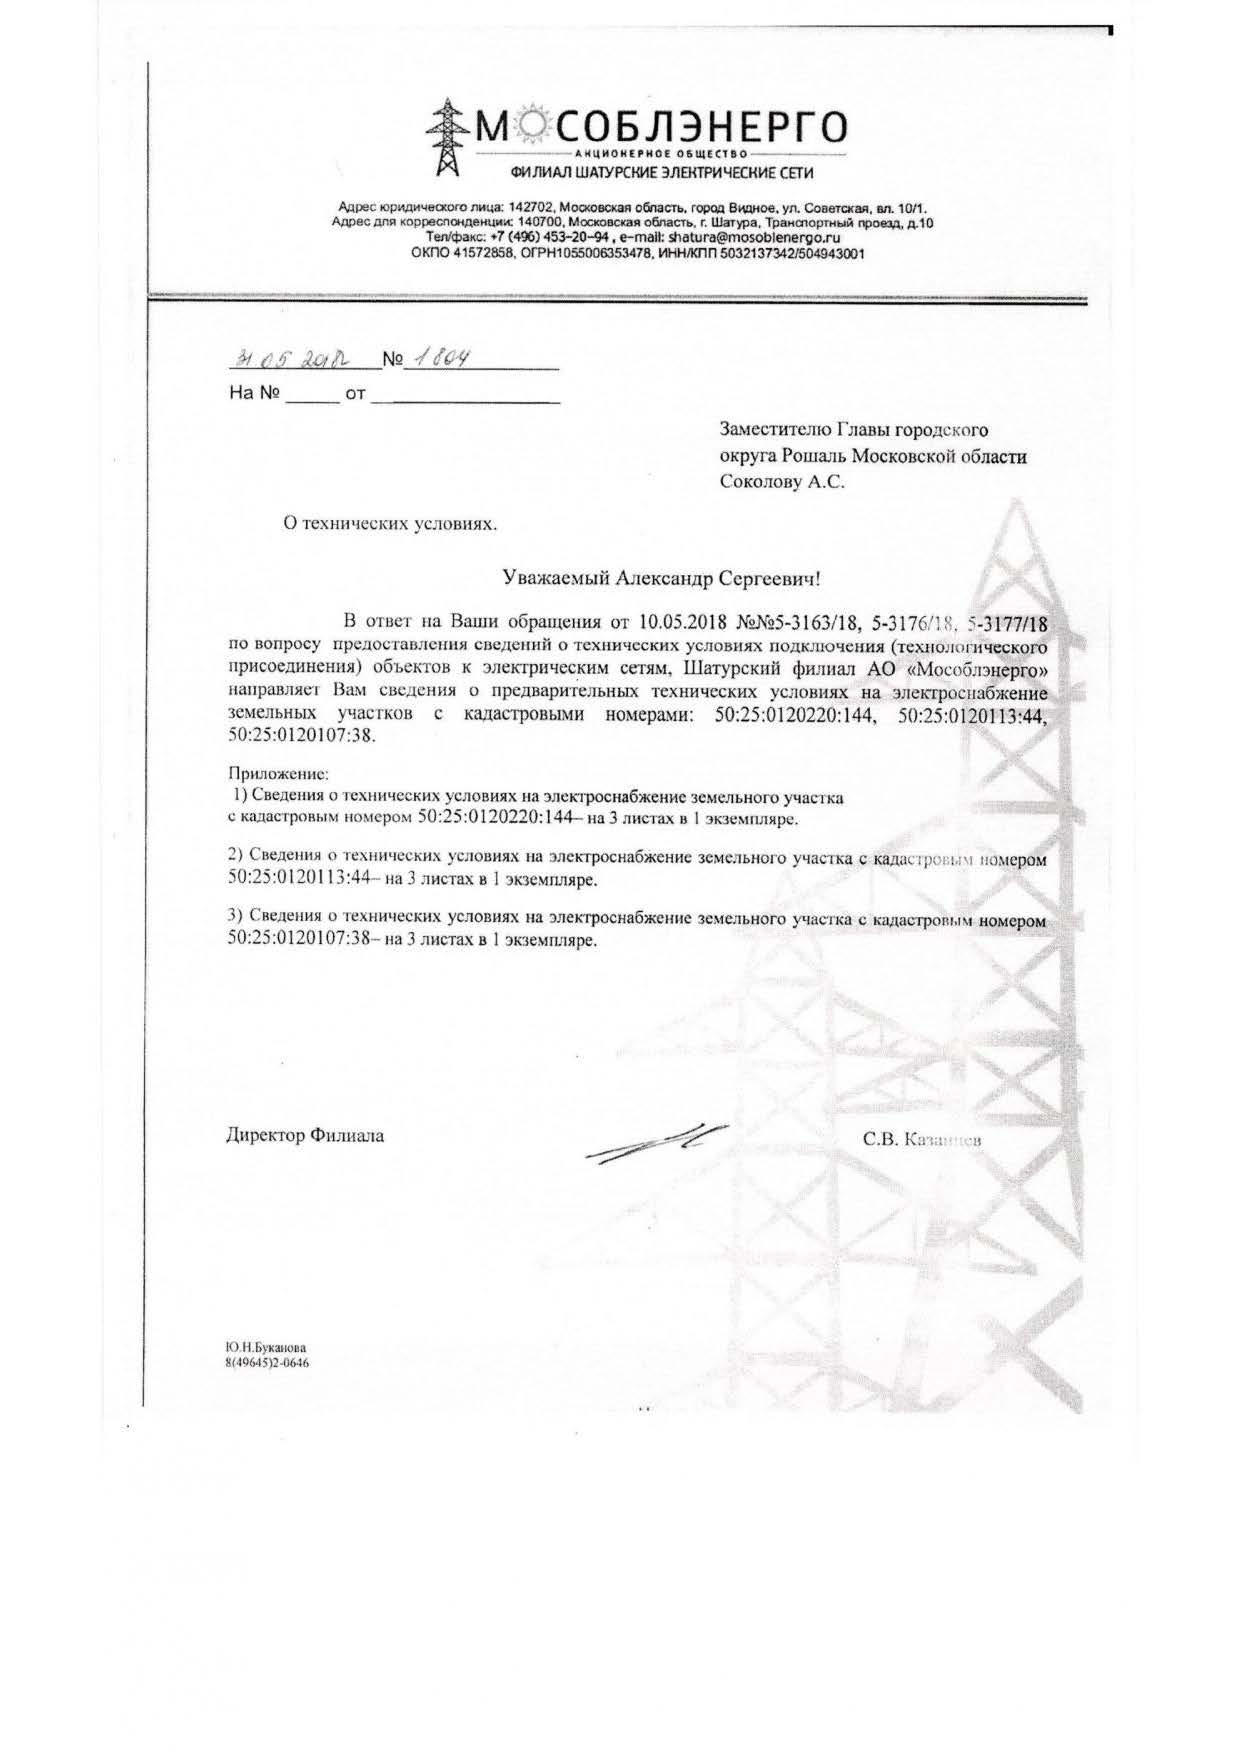 МОСОБЛЭНЕРГО
АКЦИОНЕРНОЕ ОБЩЕСТВО
ФИЛИАЛ ШАТУРСКИЕ ЭЛЕКТРИЧЕСКИЕ СЕТИ
Адрес юридического лица: 142702, Московская область, город Видное, ул. Советская, вл. 10/1.
Адрес для корреспонденции: 140700, Московская область, г. Шатура, Транспортный проезд, д.10
Тел/факс: +7 (496) 453-20-94 , e-mail: shatura@mosoblenergo.ru
ОКПО 41572858, ОГРН1055006353478, ИНН/КПП 5032137342/504943001
31 05 2018 № 1804
На № _____ от _________________
Заместителю Главы городского
округа Рошаль Московской области
Соколову А.С.
О технических условиях.
Уважаемый Александр Сергеевич!
В ответ на Ваши обращения от 10.05.2018 №№5-3163/18, 5-3176/18, 5-3177/18
по вопросу предоставления сведений о технических условиях подключения (технологического
присоединения) объектов к электрическим сетям, Шатурский филиал АО «Мособлэнерго»
направляет Вам сведения о предварительных технических условиях на электроснабжение
земельных участков с кадастровыми номерами: 50:25:0120220:144, 50:25:0120113:44,
50:25:0120107:38.
Приложение:
1) Сведения о технических условиях на электроснабжение земельного участка
с кадастровым номером 50:25:0120220:144– на 3 листах в 1 экземпляре.
2) Сведения о технических условиях на электроснабжение земельного участка с кадастровым номером
50:25:0120113:44– на 3 листах в 1 экземпляре.
3) Сведения о технических условиях на электроснабжение земельного участка с кадастровым номером
50:25:0120107:38– на 3 листах в 1 экземпляре.
Директор Филиала
С.В. Казанцев
Ю.Н.Буканова
8(49645)2-0646